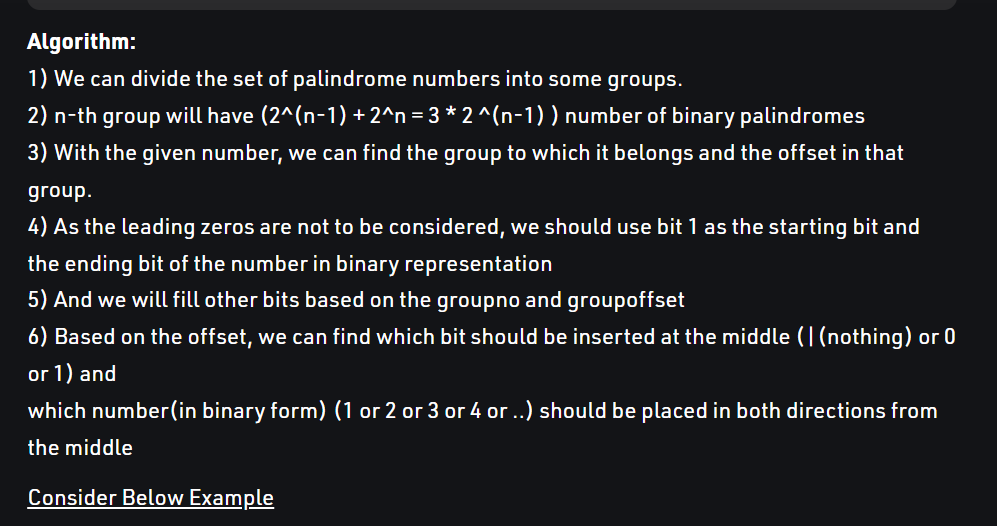 Algorithm:
1) We can divide the set of palindrome numbers into some groups.
2) n-th group will have (2^(n-1) + 2^n = 3 * 2 ^(n-1) ) number of binary palindromes
3) With the given number, we can find the group to which it belongs and the offset in that
group.
4) As the leading zeros are not to be considered, we should use bit 1 as the starting bit and
the ending bit of the number in binary representation
5) And we will fill other bits based on the groupno and groupoffset
6) Based on the offset, we can find which bit should be inserted at the middle (|(nothing) or 0
or 1) and
which number(in binary form) (1 or 2 or 3 or 4 or ..) should be placed in both directions from
the middle
Consider Below Example